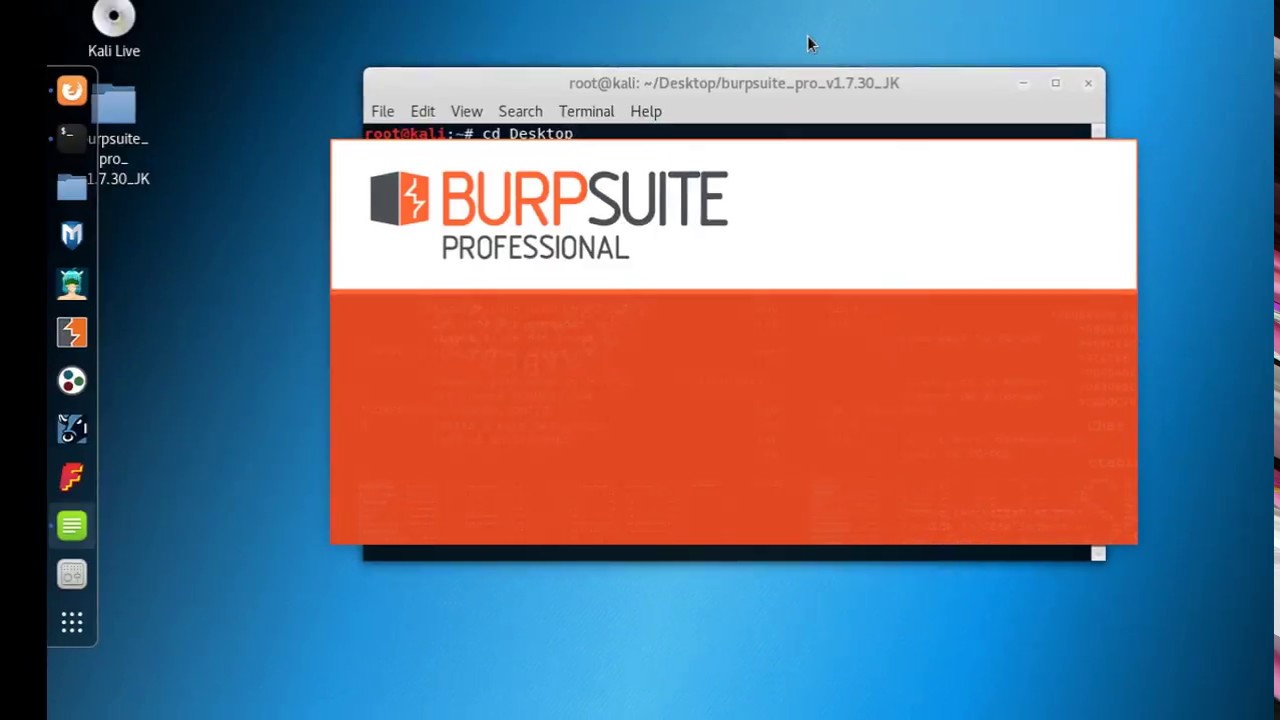 Kali Live
urpsuite_
pro_
1.7.30_JK
root@kali: ~/Desktop/burpsuite_pro_v1.7.30_JK
File Edit View Search Terminal Help
root@kali:~# cd Desktop
BURPSUITE
PROFESSIONAL